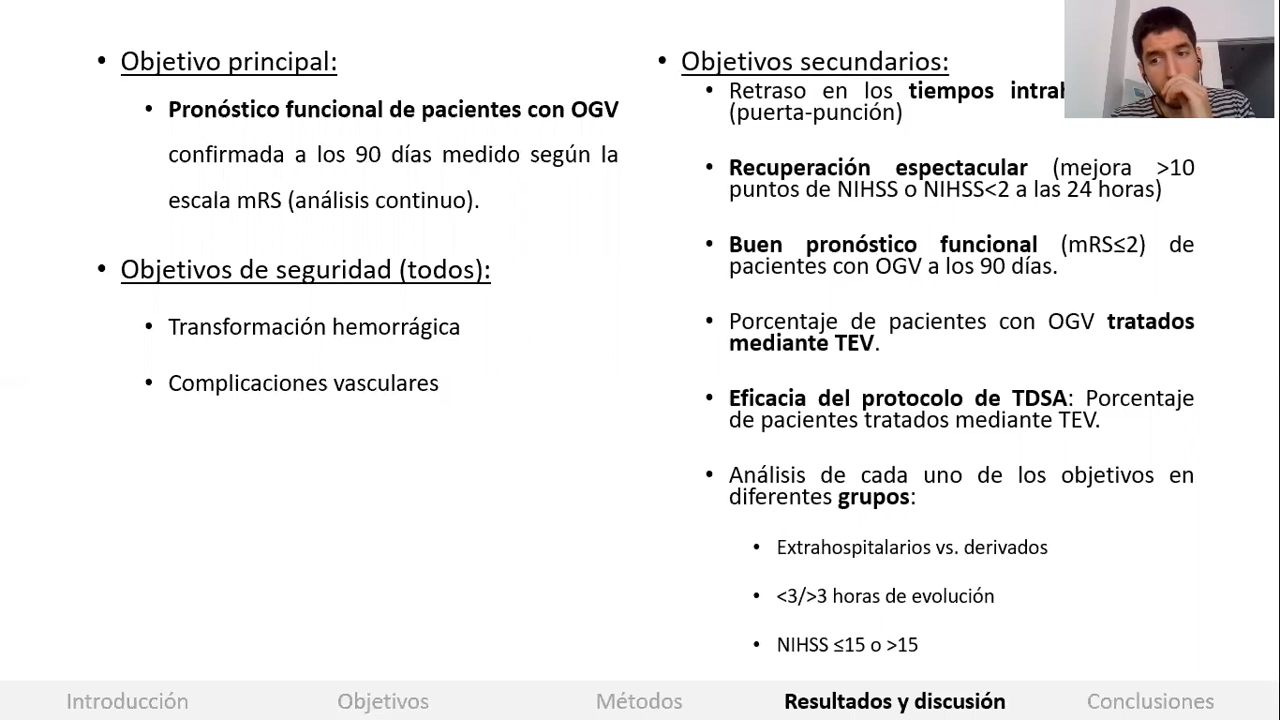 • Objetivo principal:
• Pronóstico funcional de pacientes con OGV
confirmada a los 90 días medido según la
escala mRS (análisis continuo).
• Objetivos de seguridad (todos):
• Transformación hemorrágica
• Complicaciones vasculares
• Objetivos secundarios:
• Retraso en los tiempos
(puerta-punción)
• Recuperación espectacular (mejora >10
puntos de NIHSS o NIHSS<2 a las 24 horas)
• Buen pronóstico funcional (mRS≤2) de
pacientes con OGV a los 90 días.
• Porcentaje de pacientes con OGV tratados
mediante TEV.
• Eficacia del protocolo de TDSA: Porcentaje
de pacientes tratados mediante TEV.
• Análisis de cada uno de los objetivos en
diferentes grupos:
• Extrahospitalarios vs. derivados
• <3/>3 horas de evolución
• NIHSS ≤15 o >15
Introducción Objetivos Métodos Resultados y discusión Conclusiones